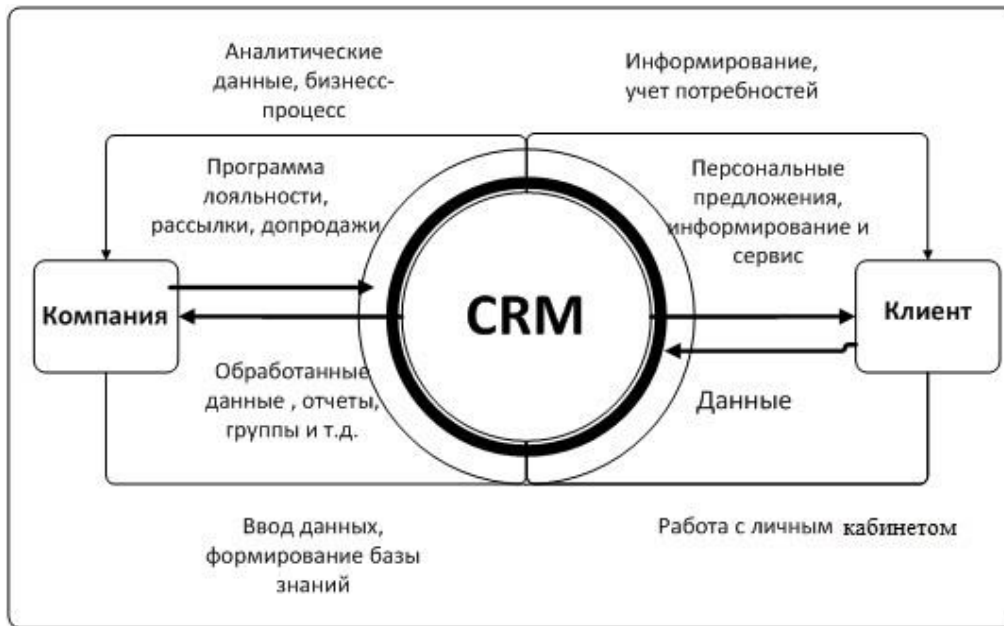 Аналитические
данные, бизнесс-
процесс
Информирование,
учет потребностей
Программа
лояльности,
рассылки, допродажи
Персональные
предложения,
информирование и
сервис
Компания
CRM
Клиент
Обработанные
данные , отчеты,
группы и т.д.
Данные
Ввод данных,
формирование базы
знаний
Работа с личным кабинетом